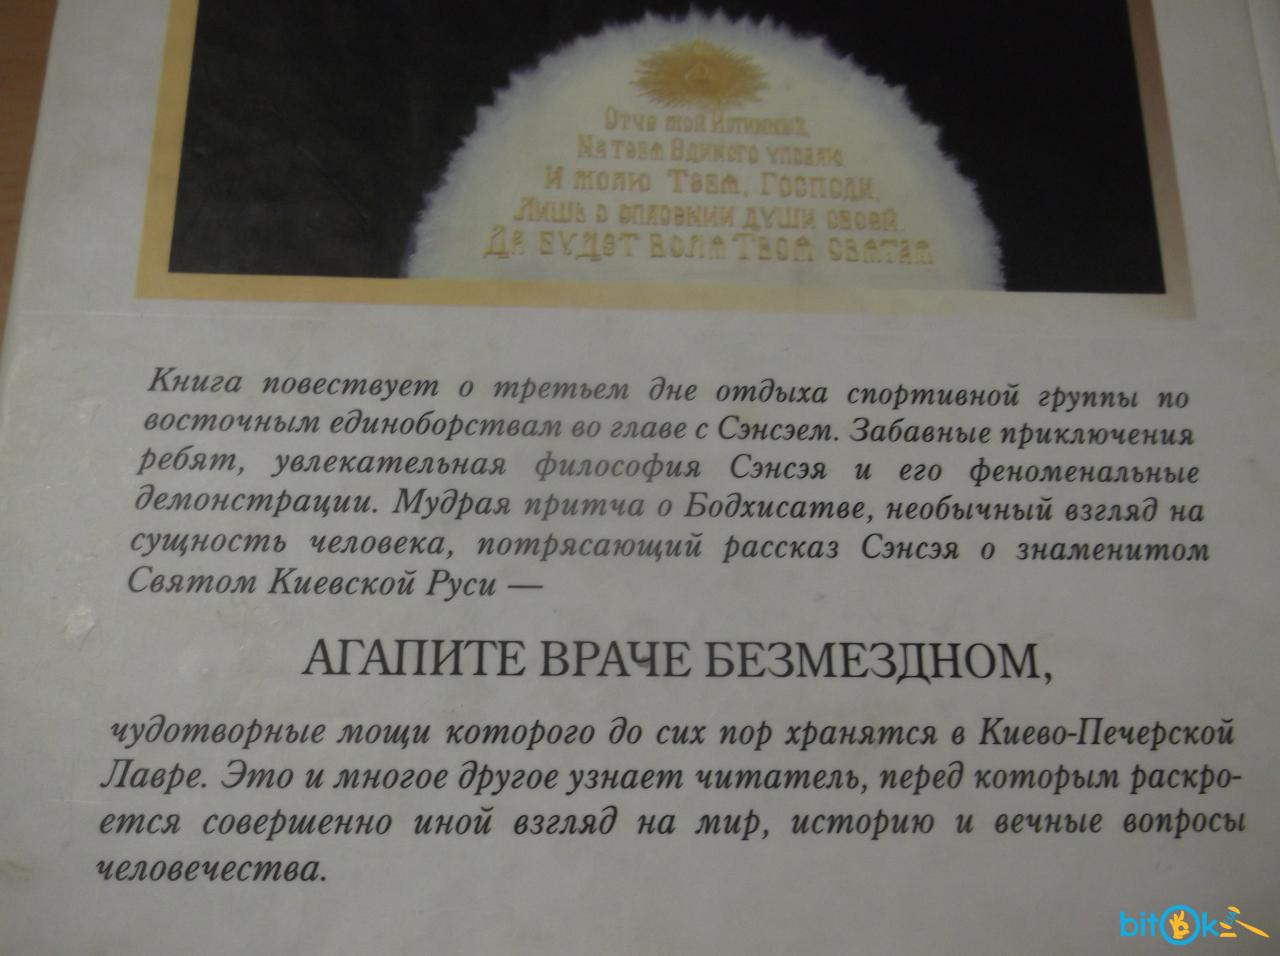 Отче мой Истинный,
На тебя Единого уповаю
И молю Тебя, Господи,
Лишь о спасении души своей.
Да будет воля Твоя святая
Книга повествует о третьем дне отдыха спортивной группы по
восточным единоборствам во главе с Сэнсэем. Забавные приключения
ребят, увлекательная философия Сэнсэя и его феноменальные
демонстрации. Мудрая притча о Бодхисатве, необычный взгляд на
сущность человека, потрясающий рассказ Сэнсэя о знаменитом
Святом Киевской Руси —
АГАПИТЕ ВРАЧЕ БЕЗМЕЗДНОМ,
чудотворные мощи которого до сих пор хранятся в Киево-Печерской
Лавре. Это и многое другое узнает читатель, перед которым раскро-
ется совершенно иной взгляд на мир, историю и вечные вопросы
человечества.
bitok